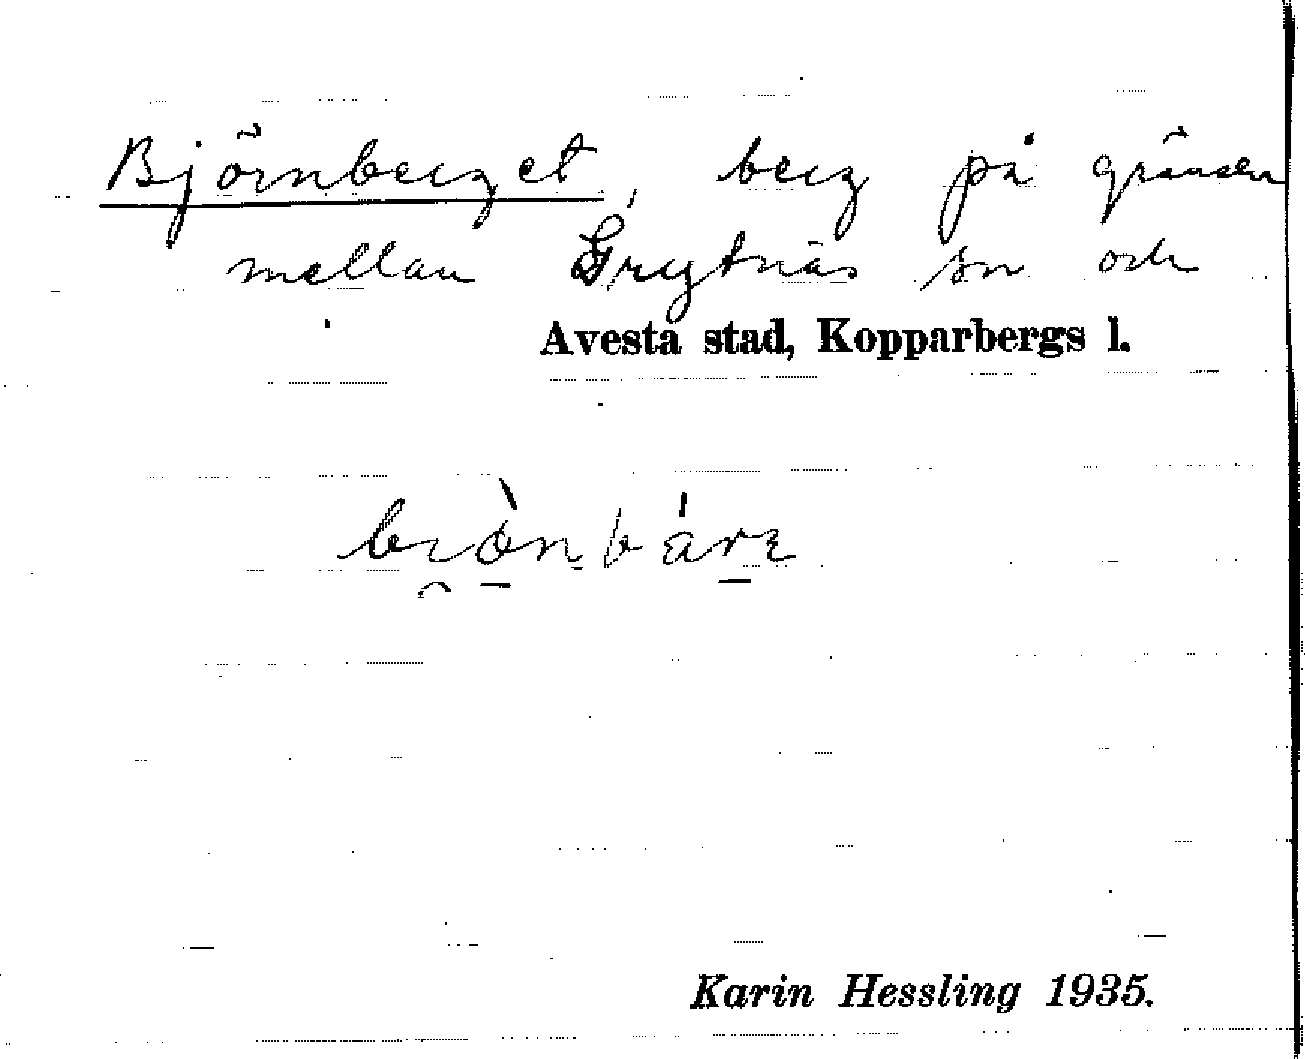 Björnberget, berg på gränsen
mellan Grytnäs sn och
Avesta stad, Kopparbergs l.
Karin Hessling 1935.